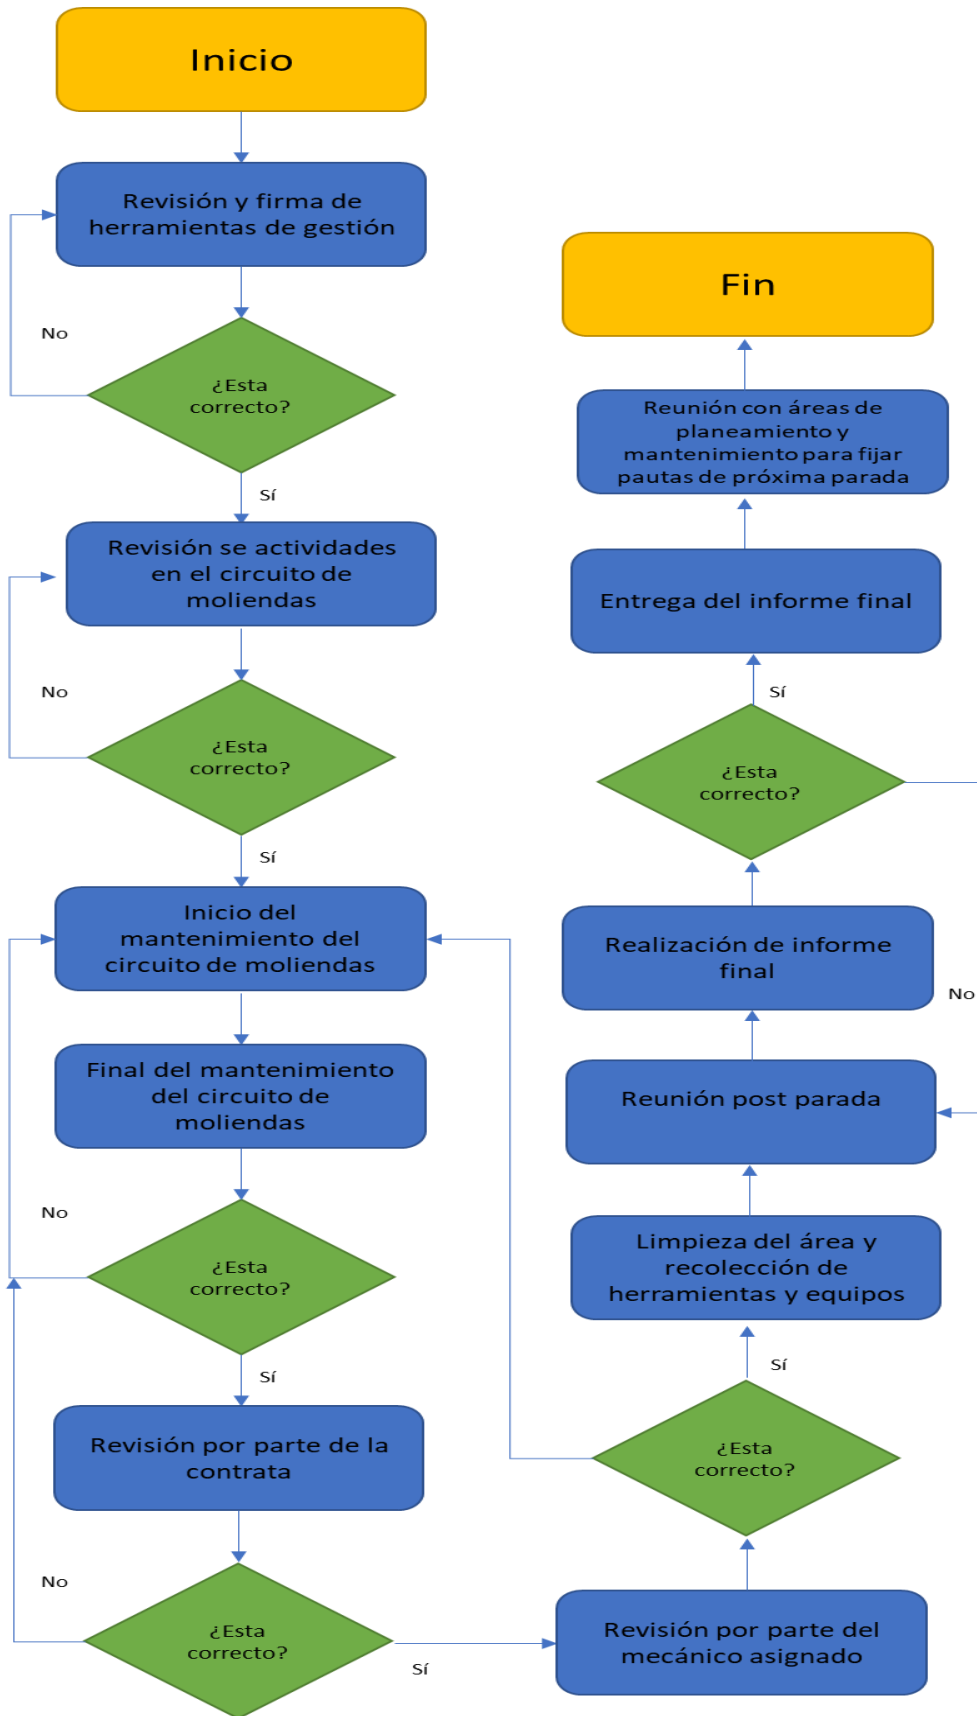 Inicio
Revisión y firma de
herramientas de gestión
No
¿Esta
correcto?
Sí
Revisión se actividades
en el circuito de
moliendas
No
¿Esta
correcto?
Sí
Inicio del
mantenimiento del
circuito de moliendas
Final del mantenimiento
del circuito de
moliendas
No
¿Esta
correcto?
Sí
Revisión por parte de la
contrata
No
¿Esta
correcto?
Sí
Revisión por parte del
mecánico asignado
¿Esta
correcto?
Sí
Limpieza del área y
recolección de
herramientas y equipos
Reunión post parada
Realización de informe
final
No
¿Esta
correcto?
Sí
Entrega del informe final
Reunión con áreas de
planeamiento y
mantenimiento para fijar
pautas de próxima parada
Fin